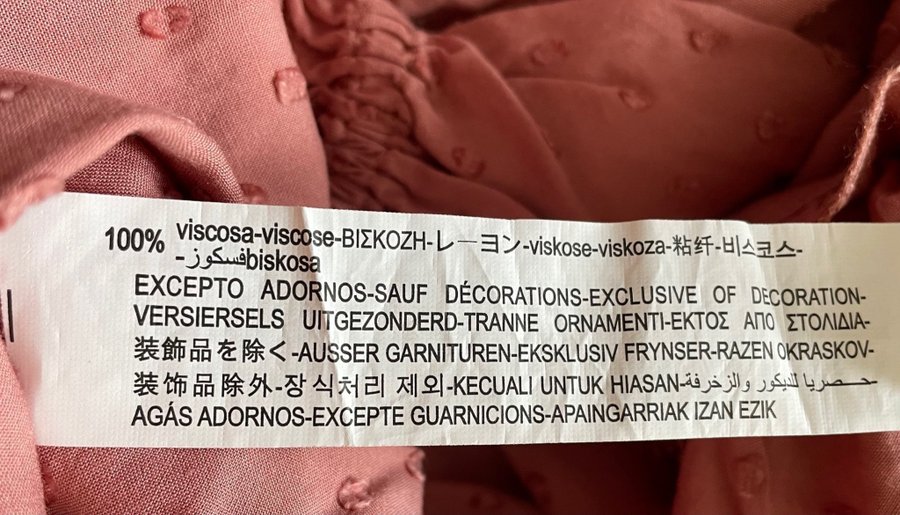 100% viscosa-viscose-ΒΙΣΚΟΖΗ-レーヨン-viskose-viskoza-粘纤-비스코스-
-فسكوزbiskosa
EXCEPTO ADORNOS-SAUF DÉCORATIONS-EXCLUSIVE OF DECORATION-
VERSIERSELS UITGEZONDERD-TRANNE ORNAMENTI-ΕΚΤΟΣ ΑΠΟ ΣΤΟΛΙΔΙΑ-
装飾品を除く-AUSSER GARNITUREN-EKSKLUSIV FRYNSER-RAZEN OKRASKOV-
装饰品除外-장식처리 제외-KECUALI UNTUK HIASAN-حصريا للديكور والزخرفة-
AGÁS ADORNOS-EXCEPTE GUARNICIONS-APAINGARRIAK IZAN EZIK